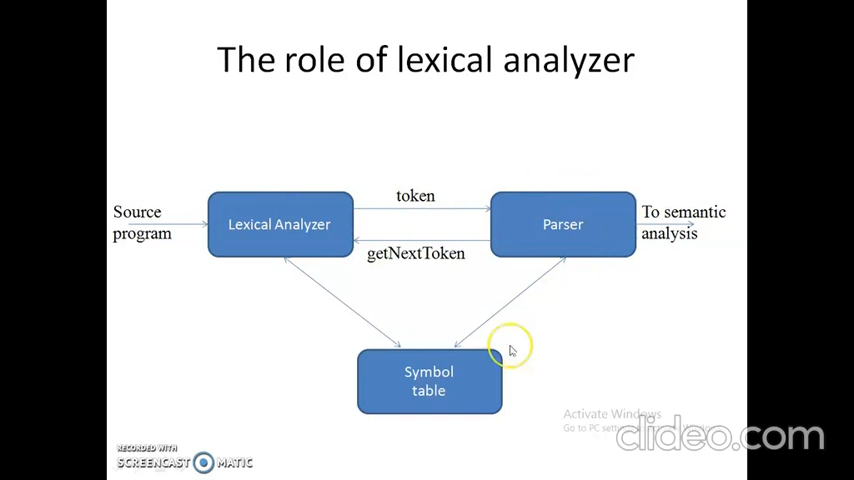 The role of lexical analyzer
token
Source
program
Lexical Analyzer
Parser
To semantic
analysis
getNextToken
Symbol
table
Activate Windows
Go to PC settings
clideo.com
RECORDED WITH
SCREENCAST MATIC